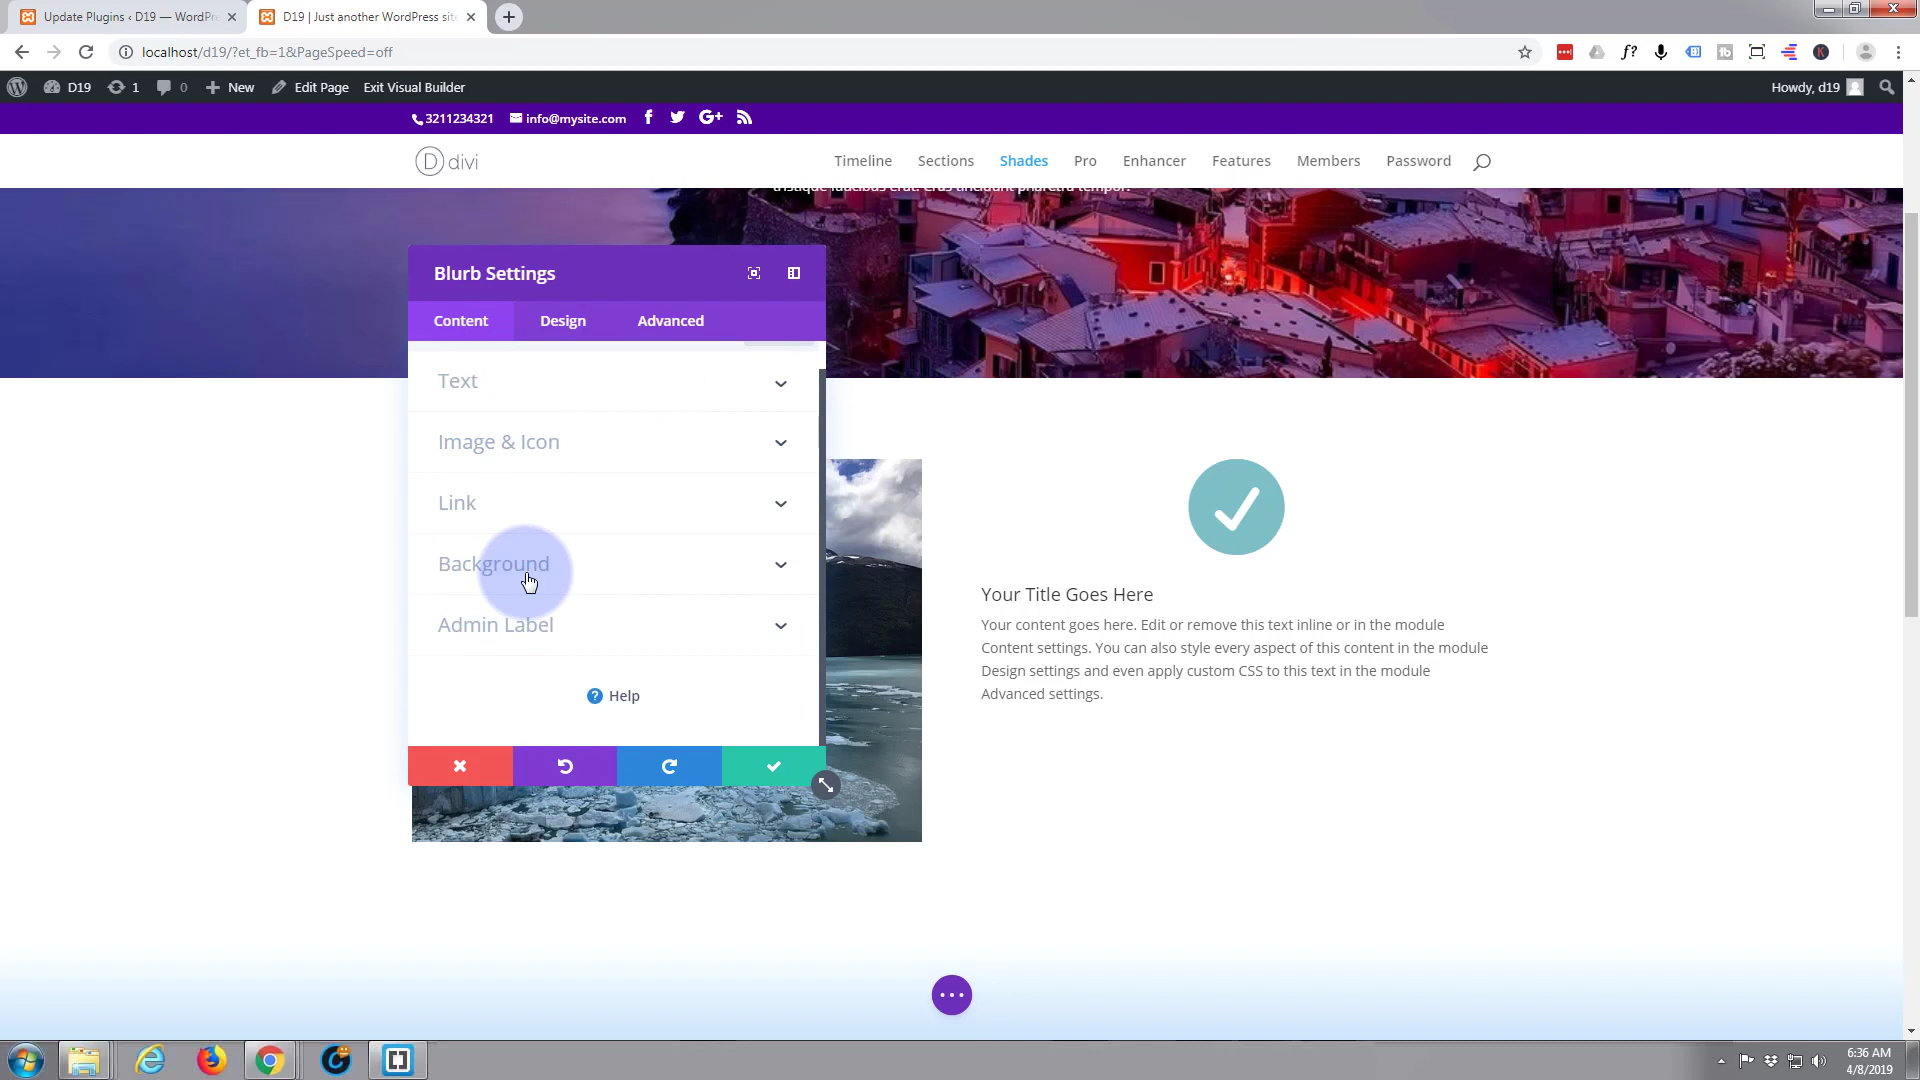 Update Plugins ‹ D19 — WordPre
D19 | Just another WordPress site
localhost/d19/?et_fb=1&PageSpeed=off
D19
1
0
New
Edit Page
Exit Visual Builder
Howdy, d19
3211234321
info@mysite.com
D divi
Timeline
Sections
Shades
Pro
Enhancer
Features
Members
Password
Blurb Settings
Content
Design
Advanced
Text
Image & Icon
Link
Background
Admin Label
Help
Your Title Goes Here
Your content goes here. Edit or remove this text inline or in the module
Content settings. You can also style every aspect of this content in the module
Design settings and even apply custom CSS to this text in the module
Advanced settings.
6:36 AM
4/8/2019